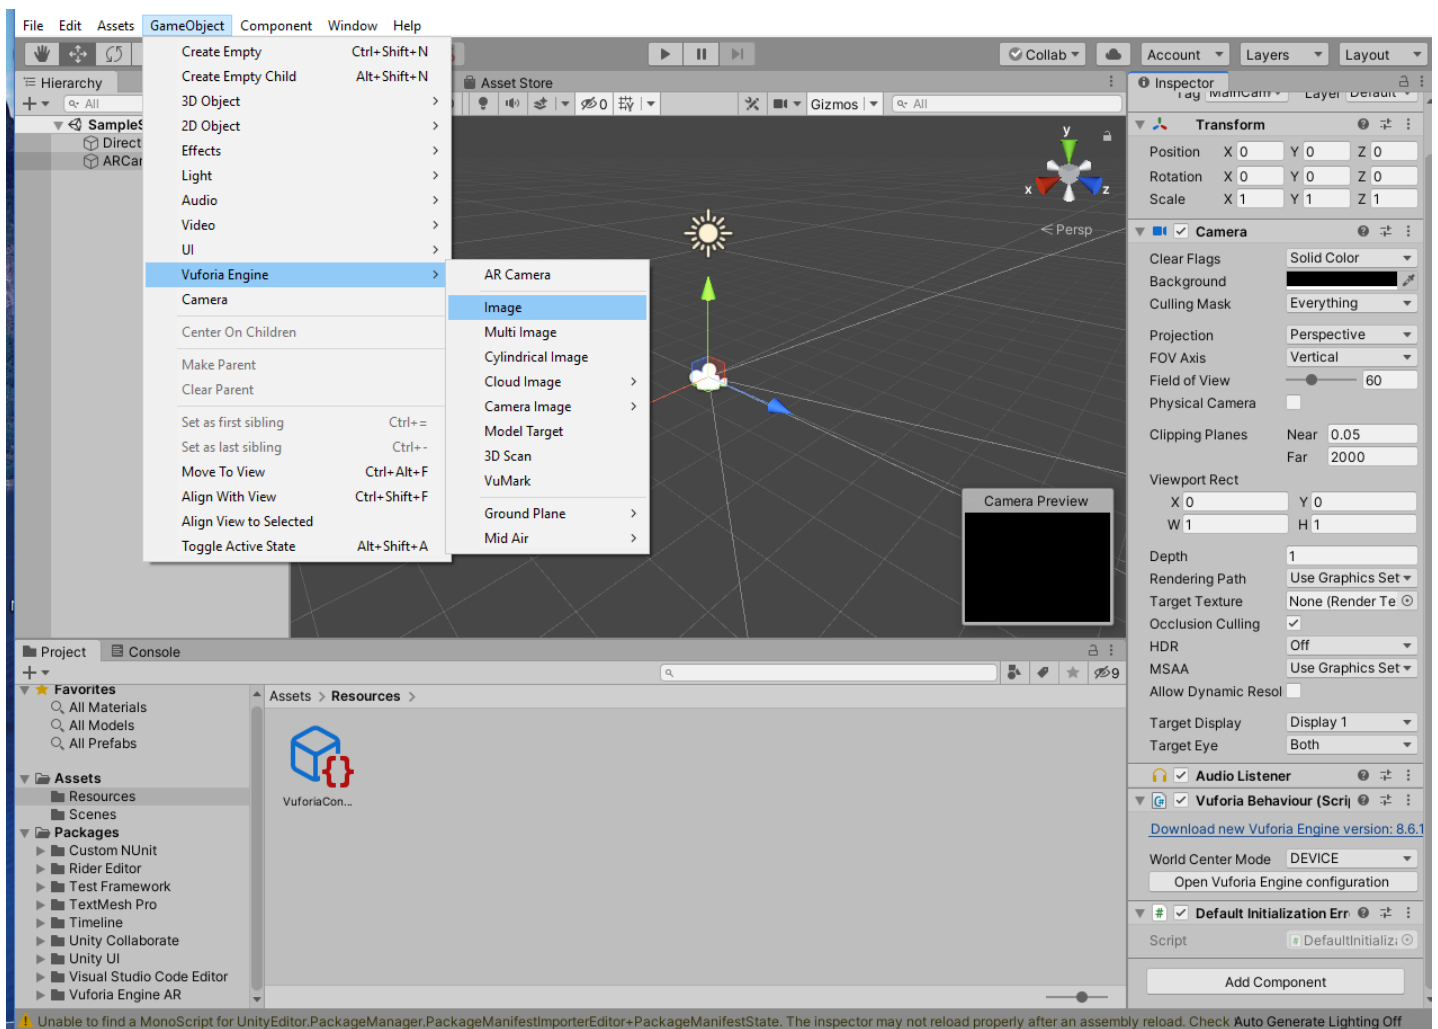 File Edit Assets GameObject Component Window Help
Collab Account Layers Layout
Create Empty Ctrl+Shift+N
Create Empty Child Alt+Shift+N
3D Object
2D Object
Effects
Light
Audio
Video
UI
Vuforia Engine
Camera
Center On Children
Make Parent
Clear Parent
Set as first sibling Ctrl+=
Set as last sibling Ctrl+-
Move To View Ctrl+Alt+F
Align With View Ctrl+Shift+F
Align View to Selected
Toggle Active State Alt+Shift+A
AR Camera
Image
Multi Image
Cylindrical Image
Cloud Image
Camera Image
Model Target
3D Scan
VuMark
Ground Plane
Mid Air
Hierarchy
All
SampleS
Direct
ARCar
Asset Store
0 Gizmos All
y
x z
Persp
Camera Preview
Inspector
Tag MainCam Layer Default
Transform
Position X 0 Y 0 Z 0
Rotation X 0 Y 0 Z 0
Scale X 1 Y 1 Z 1
Camera
Clear Flags Solid Color
Background
Culling Mask Everything
Projection Perspective
FOV Axis Vertical
Field of View 60
Physical Camera
Clipping Planes Near 0.05
Far 2000
Viewport Rect
X 0 Y 0
W 1 H 1
Depth 1
Rendering Path Use Graphics Set
Target Texture None (Render Te
Occlusion Culling
HDR Off
MSAA Use Graphics Set
Allow Dynamic Resol
Target Display Display 1
Target Eye Both
Audio Listener
Vuforia Behaviour (Scrij
Download new Vuforia Engine version: 8.6.1
World Center Mode DEVICE
Open Vuforia Engine configuration
Default Initialization Err
Script DefaultInitializ
Add Component
Project Console
9
Favorites
All Materials
All Models
All Prefabs
Assets
Resources
Scenes
Packages
Custom NUnit
Rider Editor
Test Framework
TextMesh Pro
Timeline
Unity Collaborate
Unity UI
Visual Studio Code Editor
Vuforia Engine AR
Assets > Resources >
VuforiaCon...
Unable to find a MonoScript for UnityEditor.PackageManager.PackageManifestImporterEditor+PackageManifestState. The inspector may not reload properly after an assembly reload. Check Auto Generate Lighting Off